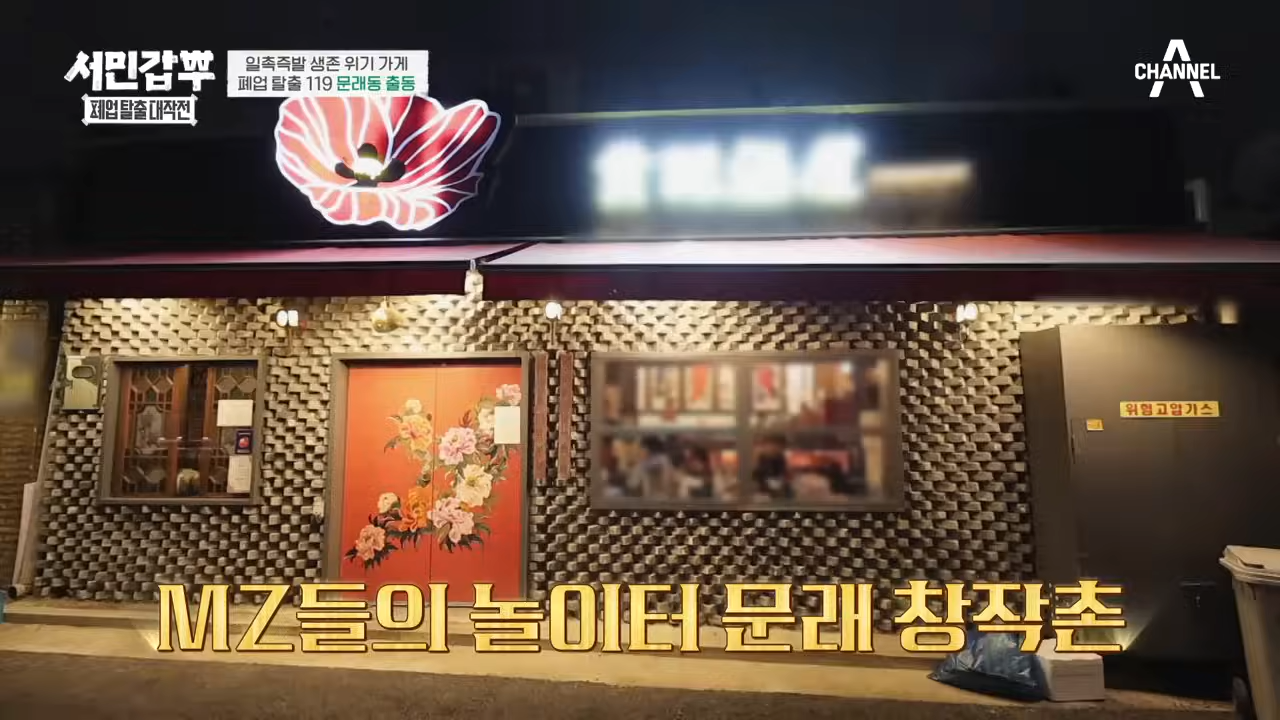 서민갑뿌
폐업 탈출 대작전
일촉즉발 생존 위기 가게
폐업 탈출 119 문래동 출동
CHANNEL A
위험고압가스
MZ들의 놀이터 문래 창작촌